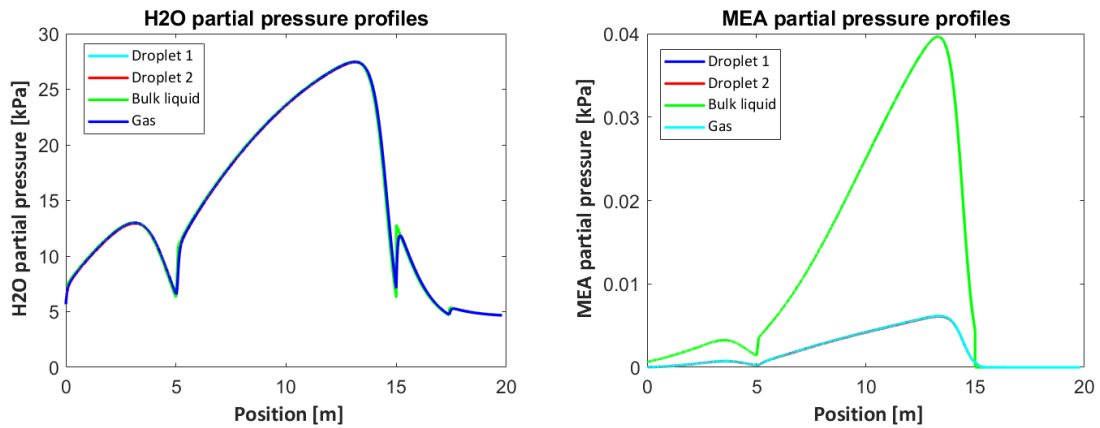 H2O partial pressure profiles
H2O partial pressure [kPa]
30
25
20
15
10
5
0
Droplet 1
Droplet 2
Bulk liquid
Gas
0 5 10 15 20
Position [m]
MEA partial pressure profiles
MEA partial pressure [kPa]
0.04
0.03
0.02
0.01
0
Droplet 1
Droplet 2
Bulk liquid
Gas
0 5 10 15 20
Position [m]